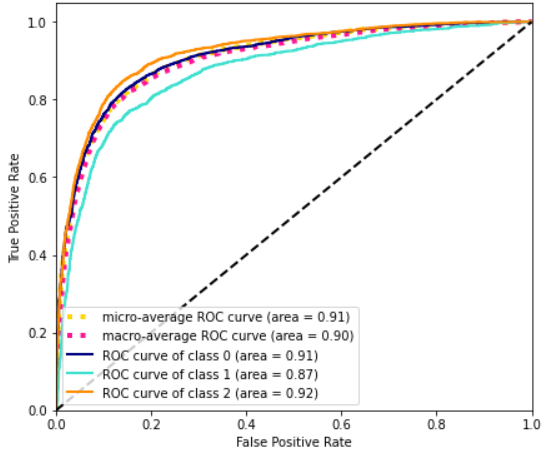 1.0
0.8
0.6
0.4
0.2
0.0
True Positive Rate
micro-average ROC curve (area = 0.91)
macro-average ROC curve (area = 0.90)
ROC curve of class 0 (area = 0.91)
ROC curve of class 1 (area = 0.87)
ROC curve of class 2 (area = 0.92)
0.0 0.2 0.4 0.6 0.8 1.0
False Positive Rate